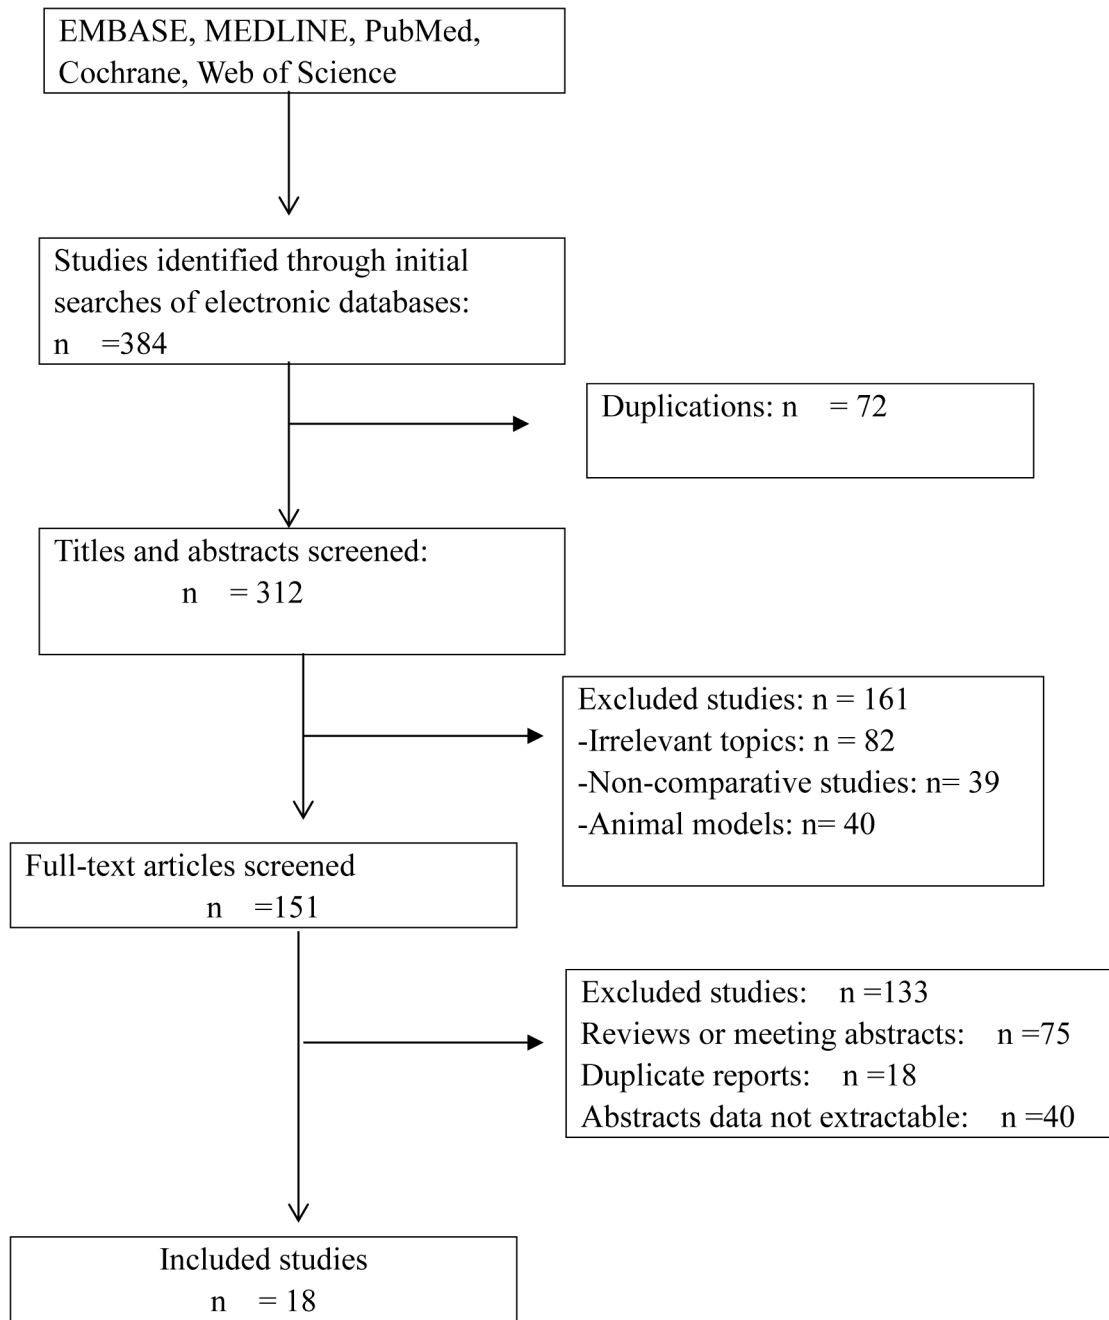 EMBASE, MEDLINE, PubMed,
Cochrane, Web of Science
Studies identified through initial
searches of electronic databases:
n =384
Duplications: n = 72
Titles and abstracts screened:
n = 312
Excluded studies: n = 161
-Irrelevant topics: n = 82
-Non-comparative studies: n= 39
-Animal models: n= 40
Full-text articles screened
n =151
Excluded studies: n =133
Reviews or meeting abstracts: n =75
Duplicate reports: n =18
Abstracts data not extractable: n =40
Included studies
n = 18